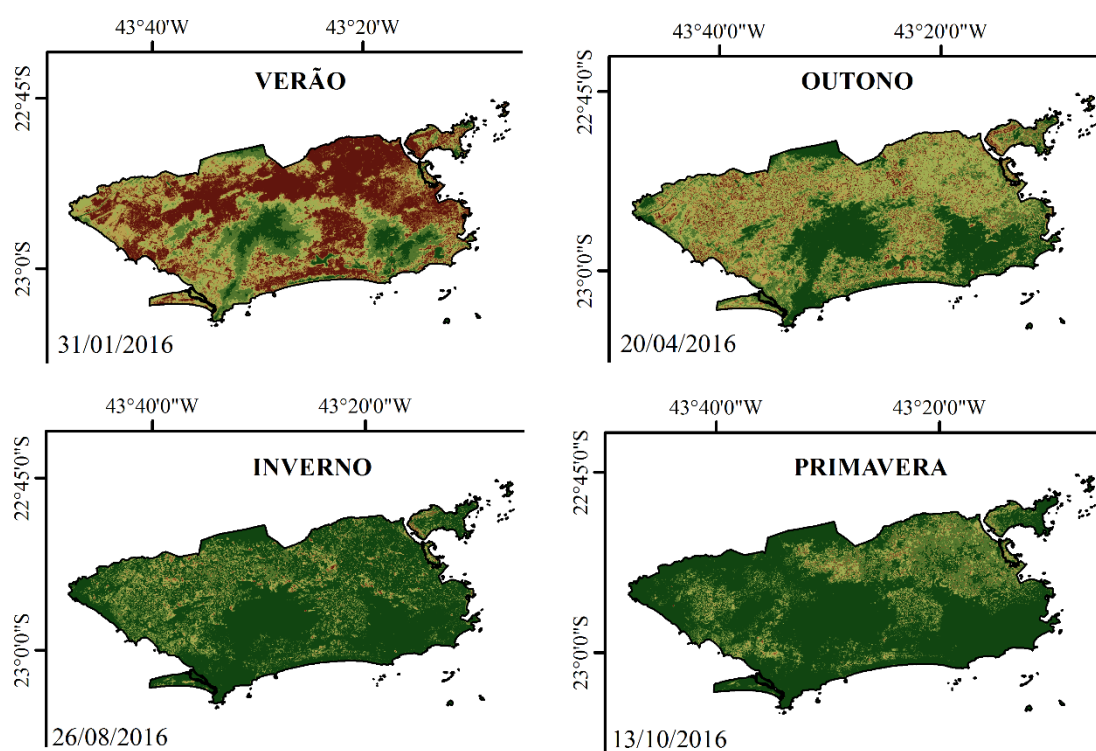 43°40'W 43°20'W
22°45'S
VERÃO
23°0'S
31/01/2016
43°40'0"W 43°20'0"W
22°45'0"S
OUTONO
23°0'0"S
20/04/2016
43°40'0"W 43°20'0"W
22°45'0"S
INVERNO
23°0'0"S
26/08/2016
43°40'0"W 43°20'0"W
22°45'0"S
PRIMAVERA
23°0'0"S
13/10/2016